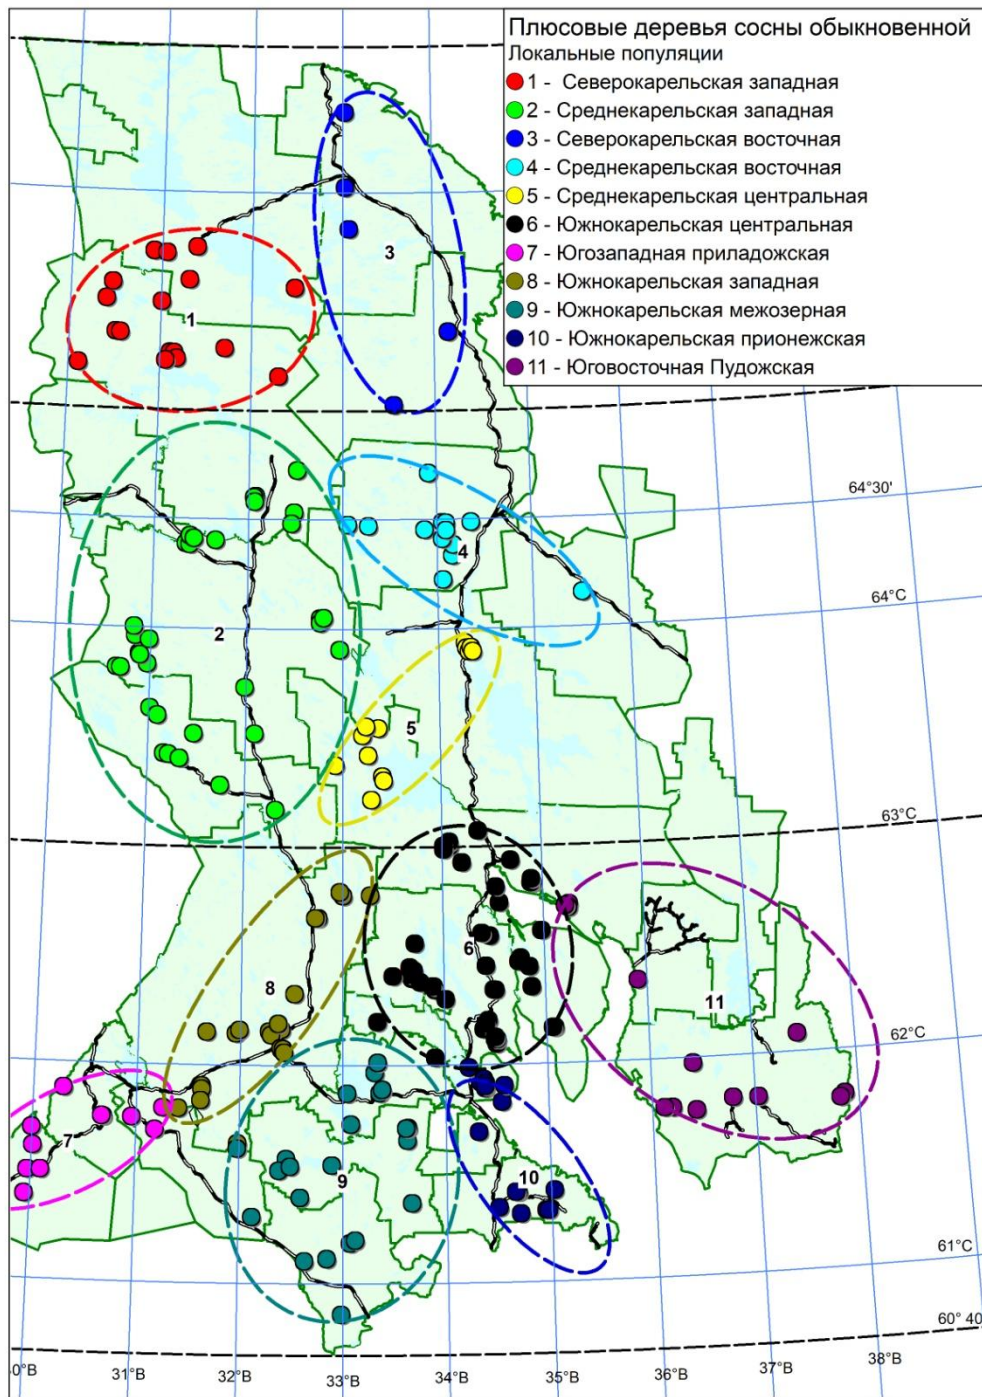 Плюсовые деревья сосны обыкновенной
Локальные популяции
1 - Северокарельская западная
2 - Среднекарельская западная
3 - Северокарельская восточная
4 - Среднекарельская восточная
5 - Среднекарельская центральная
6 - Южнокарельская центральная
7 - Югозападная приладожская
8 - Южнокарельская западная
9 - Южнокарельская межозерная
10 - Южнокарельская прионежская
11 - Юговосточная Пудожская
3
1
64°30'
4
64°C
2
5
63°C
6
8
11
62°C
7
10
9
61°C
60° 40
0°B
31°B
32°B
33°B
34°B
35°B
36°B
37°B
38°B